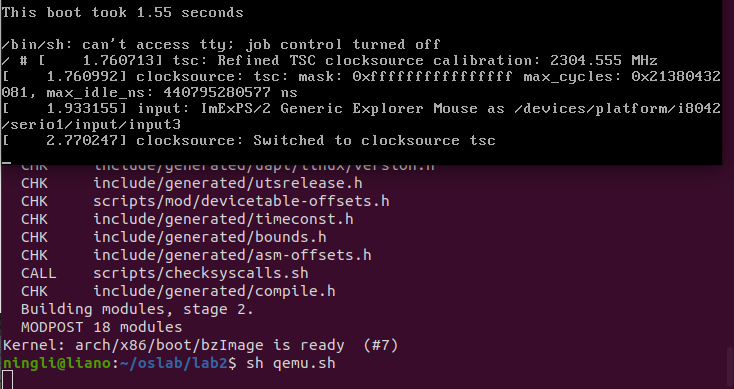 This boot took 1.55 seconds
/bin/sh: can't access tty; job control turned off
/ # [    1.760713] tsc: Refined TSC clocksource calibration: 2304.555 MHz
[    1.760992] clocksource: tsc: mask: 0xffffffffffffffff max_cycles: 0x21380432
081, max_idle_ns: 440795280577 ns
[    1.933155] input: ImExPS/2 Generic Explorer Mouse as /devices/platform/i8042
/serio1/input/input3
[    2.770247] clocksource: Switched to clocksource tsc
CHK     include/generated/uapi/linux/version.h
CHK     include/generated/utsrelease.h
CHK     scripts/mod/devicetable-offsets.h
CHK     include/generated/timeconst.h
CHK     include/generated/bounds.h
CHK     include/generated/asm-offsets.h
CALL    scripts/checksyscalls.sh
CHK     include/generated/compile.h
Building modules, stage 2.
MODPOST 18 modules
Kernel: arch/x86/boot/bzImage is ready  (#7)
ningli@liano:~/oslab/lab2$ sh qemu.sh